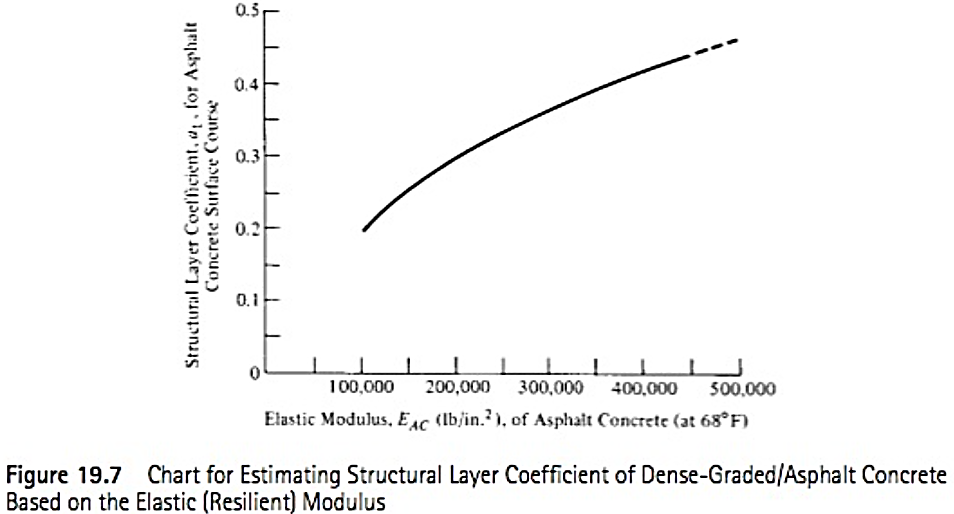 0.5
0.4
0.3
0.2
0.1
0
Structural Layer Coefficient, a1, for Asphalt
Concrete Surface Course
100,000 200,000 300,000 400,000 500,000
Elastic Modulus, EAC (lb/in.²), of Asphalt Concrete (at 68°F)
Figure 19.7 Chart for Estimating Structural Layer Coefficient of Dense-Graded/Asphalt Concrete
Based on the Elastic (Resilient) Modulus